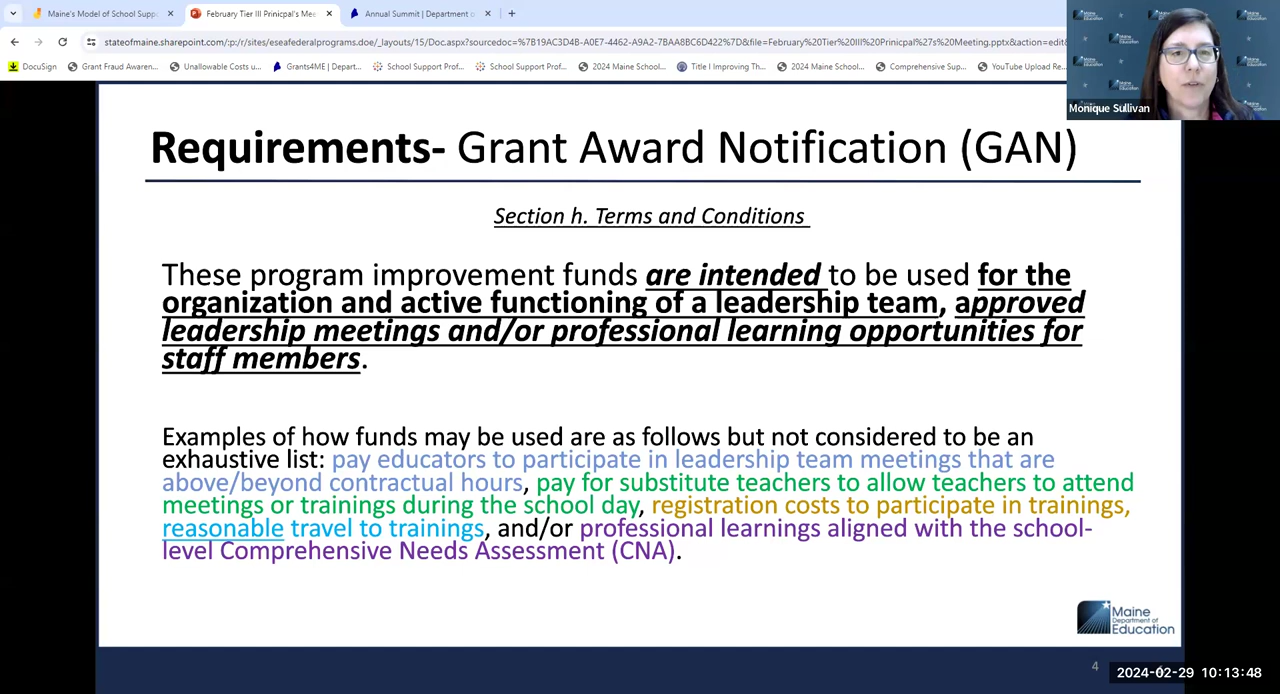 Maine's Model of School Supp
February Tier III Prinicpal's Mee
Annual Summit | Department o
stateofmaine.sharepoint.com/:p:/r/sites/eseafederalprograms.doe/_layouts/15/Doc.aspx?sourcedoc=%7B19AC3D4B-A0E7-4462-A9A2-7BAA8BC6D422%7D&file=February%20Tier%20III%20Prinicpal%27s%20Meeting.pptx&action=edit&
DocuSign
Grant Fraud Awaren...
Unallowable Costs u...
Grants4ME | Depart...
School Support Prof...
School Support Prof...
2024 Maine School...
Title I Improving Th...
2024 Maine School...
Comprehensive Sup...
YouTube Upload Re...
Monique Sullivan
Requirements- Grant Award Notification (GAN)
Section h. Terms and Conditions
These program improvement funds are intended to be used for the
organization and active functioning of a leadership team, approved
leadership meetings and/or professional learning opportunities for
staff members.
Examples of how funds may be used are as follows but not considered to be an
exhaustive list: pay educators to participate in leadership team meetings that are
above/beyond contractual hours, pay for substitute teachers to allow teachers to attend
meetings or trainings during the school day, registration costs to participate in trainings,
reasonable travel to trainings, and/or professional learnings aligned with the school-
level Comprehensive Needs Assessment (CNA).
Maine
Department of
Education
4
2024-02-29 10:13:48